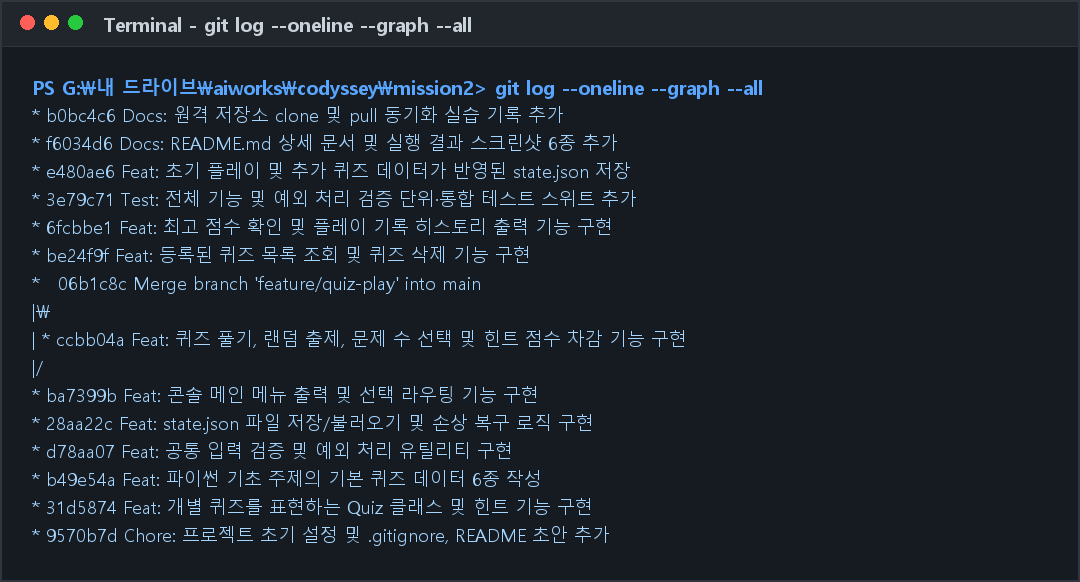 Terminal - git log --oneline --graph --all
PS G:₩내 드라이브₩aiworks₩codyssey₩mission2> git log --oneline --graph --all
* b0bc4c6 Docs: 원격 저장소 clone 및 pull 동기화 실습 기록 추가
* f6034d6 Docs: README.md 상세 문서 및 실행 결과 스크린샷 6종 추가
* e480ae6 Feat: 초기 플레이 및 추가 퀴즈 데이터가 반영된 state.json 저장
* 3e79c71 Test: 전체 기능 및 예외 처리 검증 단위·통합 테스트 스위트 추가
* 6fcbbe1 Feat: 최고 점수 확인 및 플레이 기록 히스토리 출력 기능 구현
* be24f9f Feat: 등록된 퀴즈 목록 조회 및 퀴즈 삭제 기능 구현
*   06b1c8c Merge branch 'feature/quiz-play' into main
|₩
| * ccbb04a Feat: 퀴즈 풀기, 랜덤 출제, 문제 수 선택 및 힌트 점수 차감 기능 구현
|/
* ba7399b Feat: 콘솔 메인 메뉴 출력 및 선택 라우팅 기능 구현
* 28aa22c Feat: state.json 파일 저장/불러오기 및 손상 복구 로직 구현
* d78aa07 Feat: 공통 입력 검증 및 예외 처리 유틸리티 구현
* b49e54a Feat: 파이썬 기초 주제의 기본 퀴즈 데이터 6종 작성
* 31d5874 Feat: 개별 퀴즈를 표현하는 Quiz 클래스 및 힌트 기능 구현
* 9570b7d Chore: 프로젝트 초기 설정 및 .gitignore, README 초안 추가